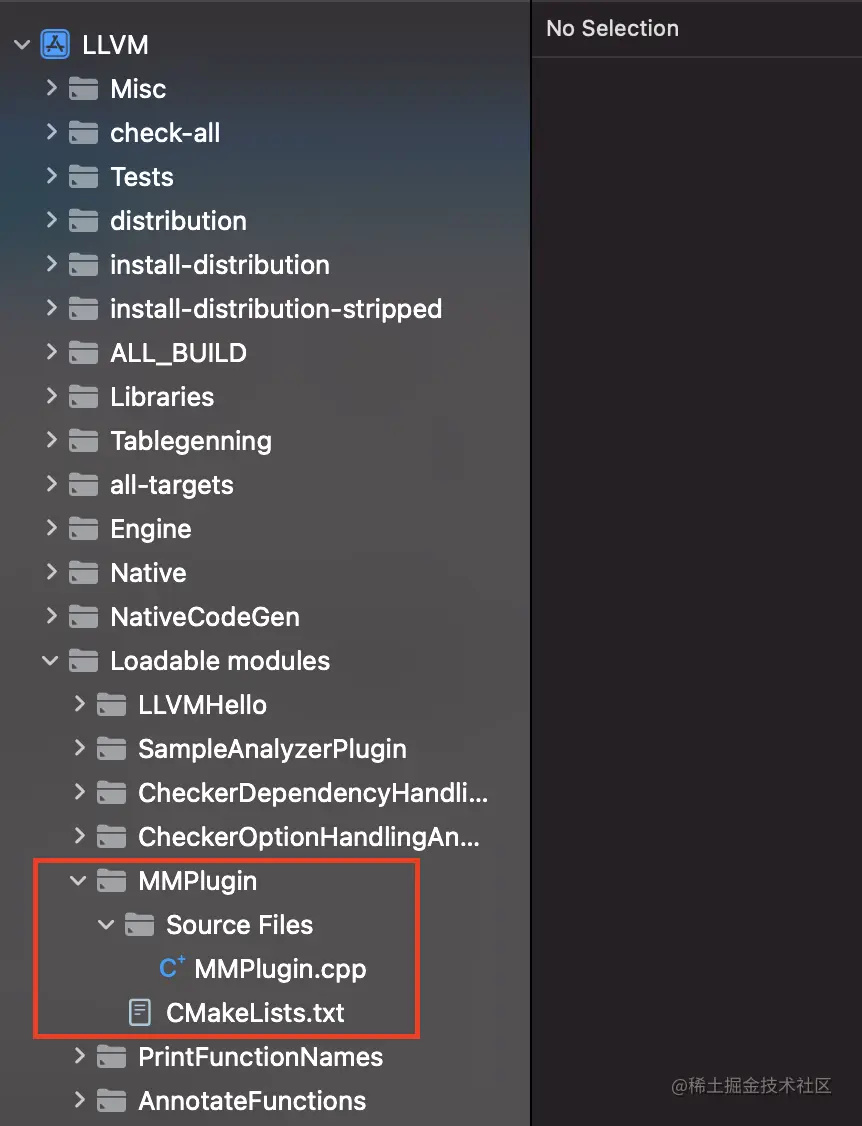 LLVM
No Selection
Misc
check-all
Tests
distribution
install-distribution
install-distribution-stripped
ALL_BUILD
Libraries
Tablegenning
all-targets
Engine
Native
NativeCodeGen
Loadable modules
LLVMHello
SampleAnalyzerPlugin
CheckerDependencyHandli...
CheckerOptionHandlingAn...
MMPlugin
Source Files
MMPlugin.cpp
CMakeLists.txt
PrintFunctionNames
AnnotateFunctions
@稀土掘金技术社区